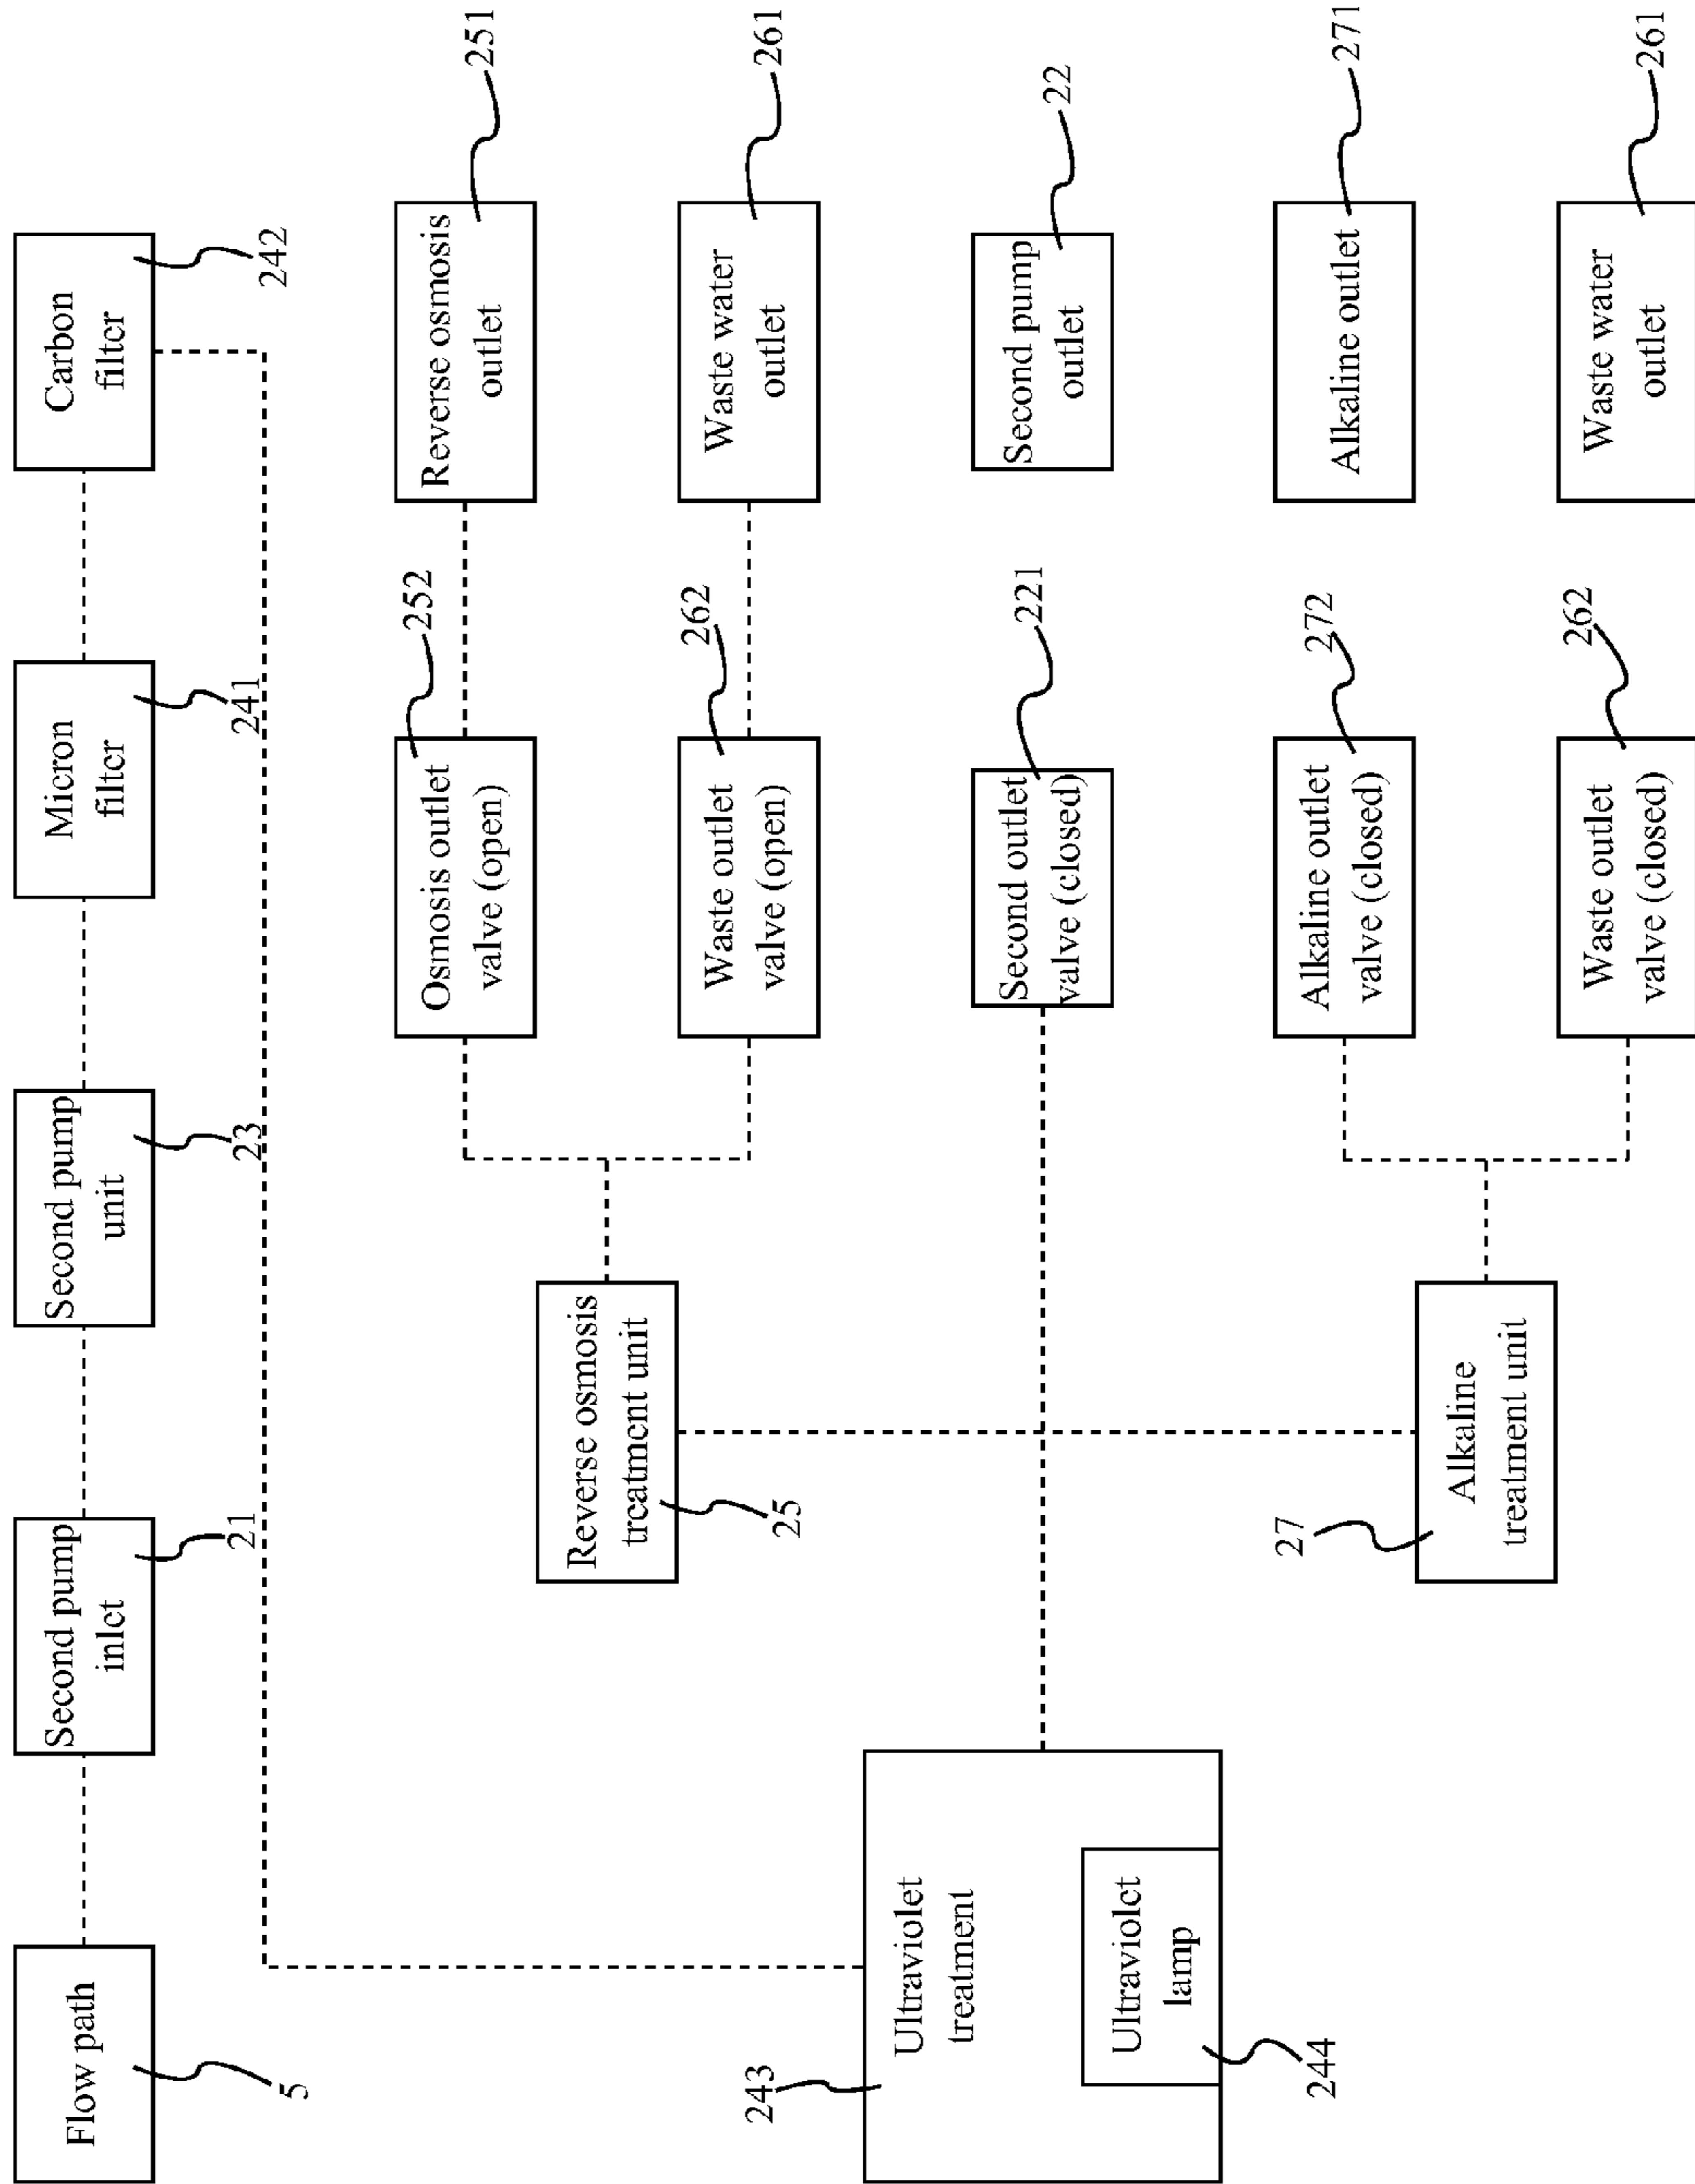 Flow path
5
Second pump
inlet
21
Second pump
unit
23
Micron
filter
241
Carbon
filter
242
Reverse osmosis
treatment unit
25
Osmosis outlet
valve (open)
252
Reverse osmosis
outlet
251
Waste outlet
valve (open)
262
Waste water
outlet
261
Ultraviolet
treatment
243
Ultraviolet
lamp
244
Second outlet
valve (closed)
221
Second pump
outlet
22
Alkaline
treatment unit
27
Alkaline outlet
valve (closed)
272
Alkaline outlet
271
Waste outlet
valve (closed)
262
Waste water
outlet
261